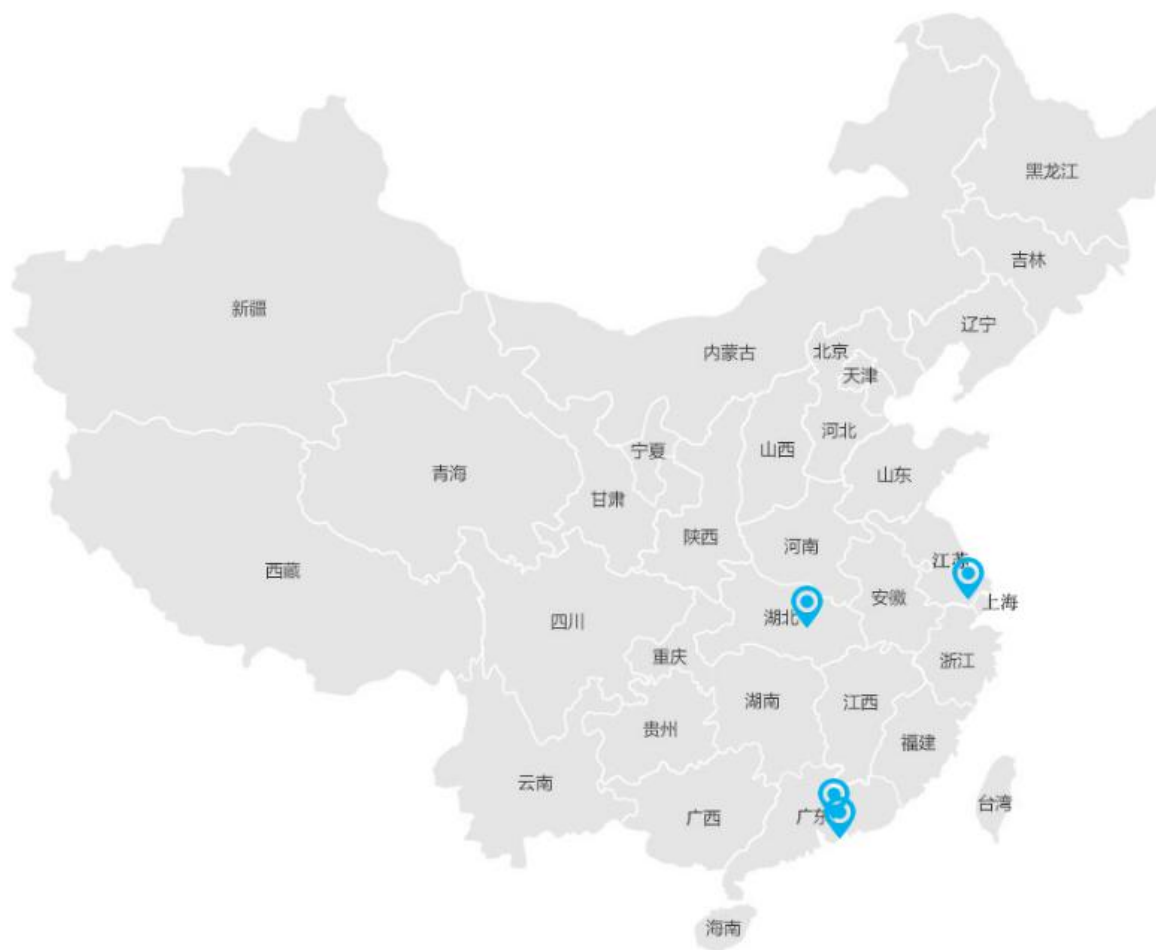 黑龙江
吉林
新疆
辽宁
内蒙古
北京
天津
河北
宁夏
山西
青海
山东
甘肃
陕西
河南
江苏
西藏
安徽
上海
湖北
四川
重庆
浙江
湖南
江西
贵州
福建
云南
台湾
广西
广东
海南